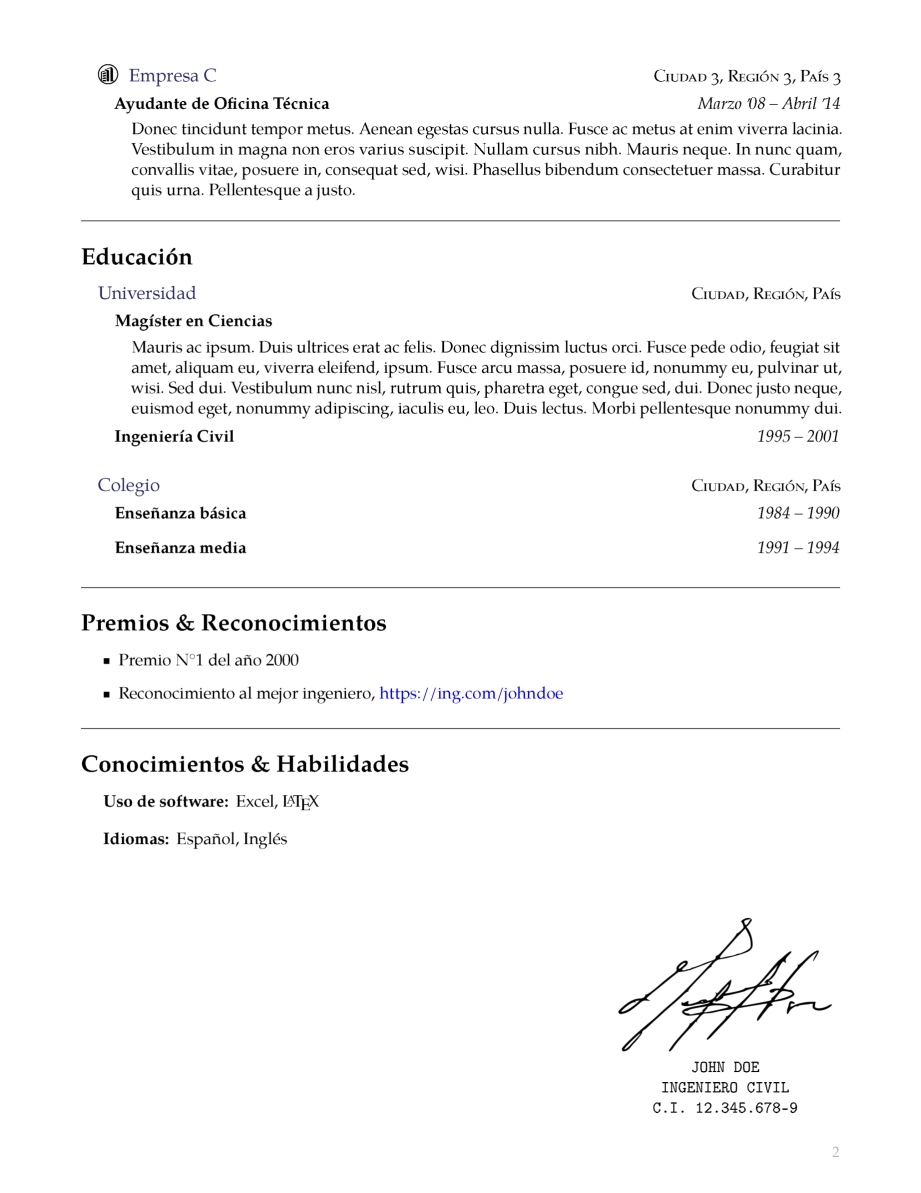 Empresa C Ciudad 3, Región 3, País 3
Ayudante de Oficina Técnica Marzo '08 – Abril '14
Donec tincidunt tempor metus. Aenean egestas cursus nulla. Fusce ac metus at enim viverra lacinia.
Vestibulum in magna non eros varius suscipit. Nullam cursus nibh. Mauris neque. In nunc quam,
convallis vitae, posuere in, consequat sed, wisi. Phasellus bibendum consectetuer massa. Curabitur
quis urna. Pellentesque a justo.
Educación
Universidad Ciudad, Región, País
Magíster en Ciencias
Mauris ac ipsum. Duis ultrices erat ac felis. Donec dignissim luctus orci. Fusce pede odio, feugiat sit
amet, aliquam eu, viverra eleifend, ipsum. Fusce arcu massa, posuere id, nonummy eu, pulvinar ut,
wisi. Sed dui. Vestibulum nunc nisl, rutrum quis, pharetra eget, congue sed, dui. Donec justo neque,
euismod eget, nonummy adipiscing, iaculis eu, leo. Duis lectus. Morbi pellentesque nonummy dui.
Ingeniería Civil 1995 – 2001
Colegio Ciudad, Región, País
Enseñanza básica 1984 – 1990
Enseñanza media 1991 – 1994
Premios & Reconocimientos
▪ Premio N°1 del año 2000
▪ Reconocimiento al mejor ingeniero, https://ing.com/johndoe
Conocimientos & Habilidades
Uso de software: Excel, LATEX
Idiomas: Español, Inglés
JOHN DOE
INGENIERO CIVIL
C.I. 12.345.678-9
2